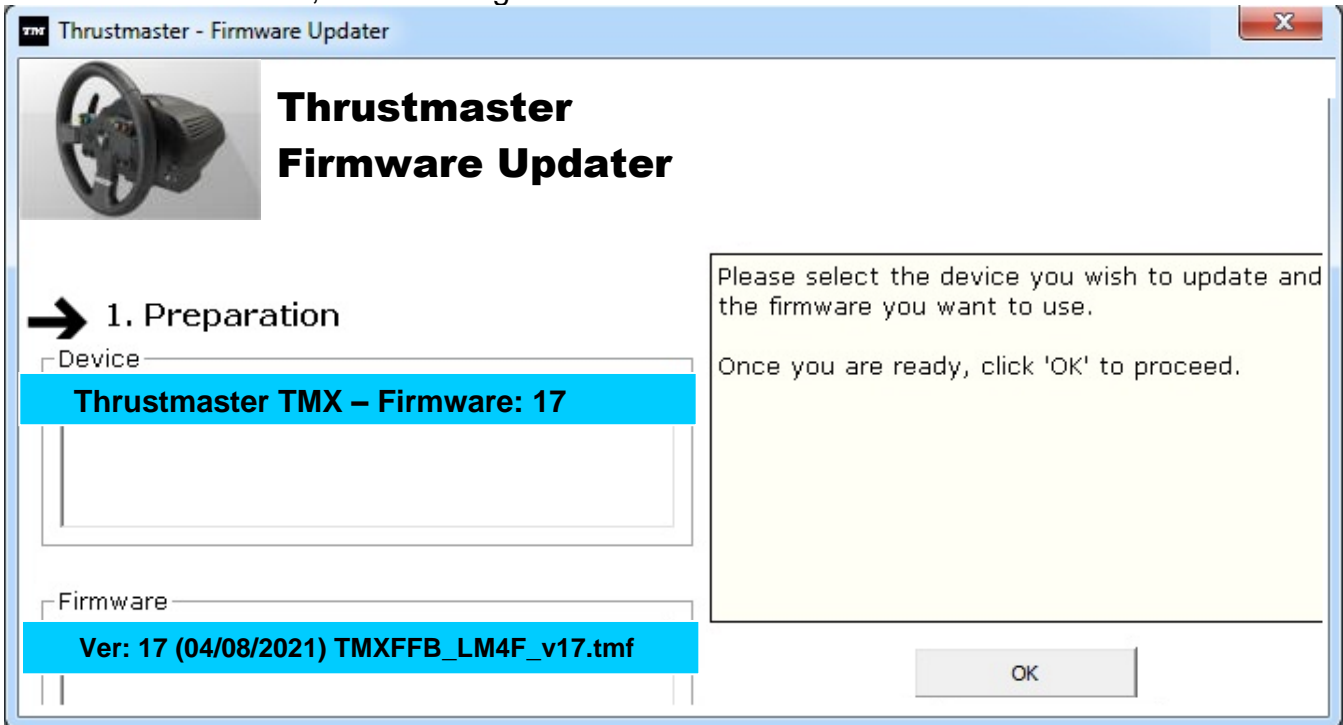 TM Thrustmaster - Firmware Updater
X
Thrustmaster
Firmware Updater
1. Preparation
Device
Thrustmaster TMX – Firmware: 17
Please select the device you wish to update and
the firmware you want to use.
Once you are ready, click 'OK' to proceed.
Firmware
Ver: 17 (04/08/2021) TMXFFB_LM4F_v17.tmf
OK